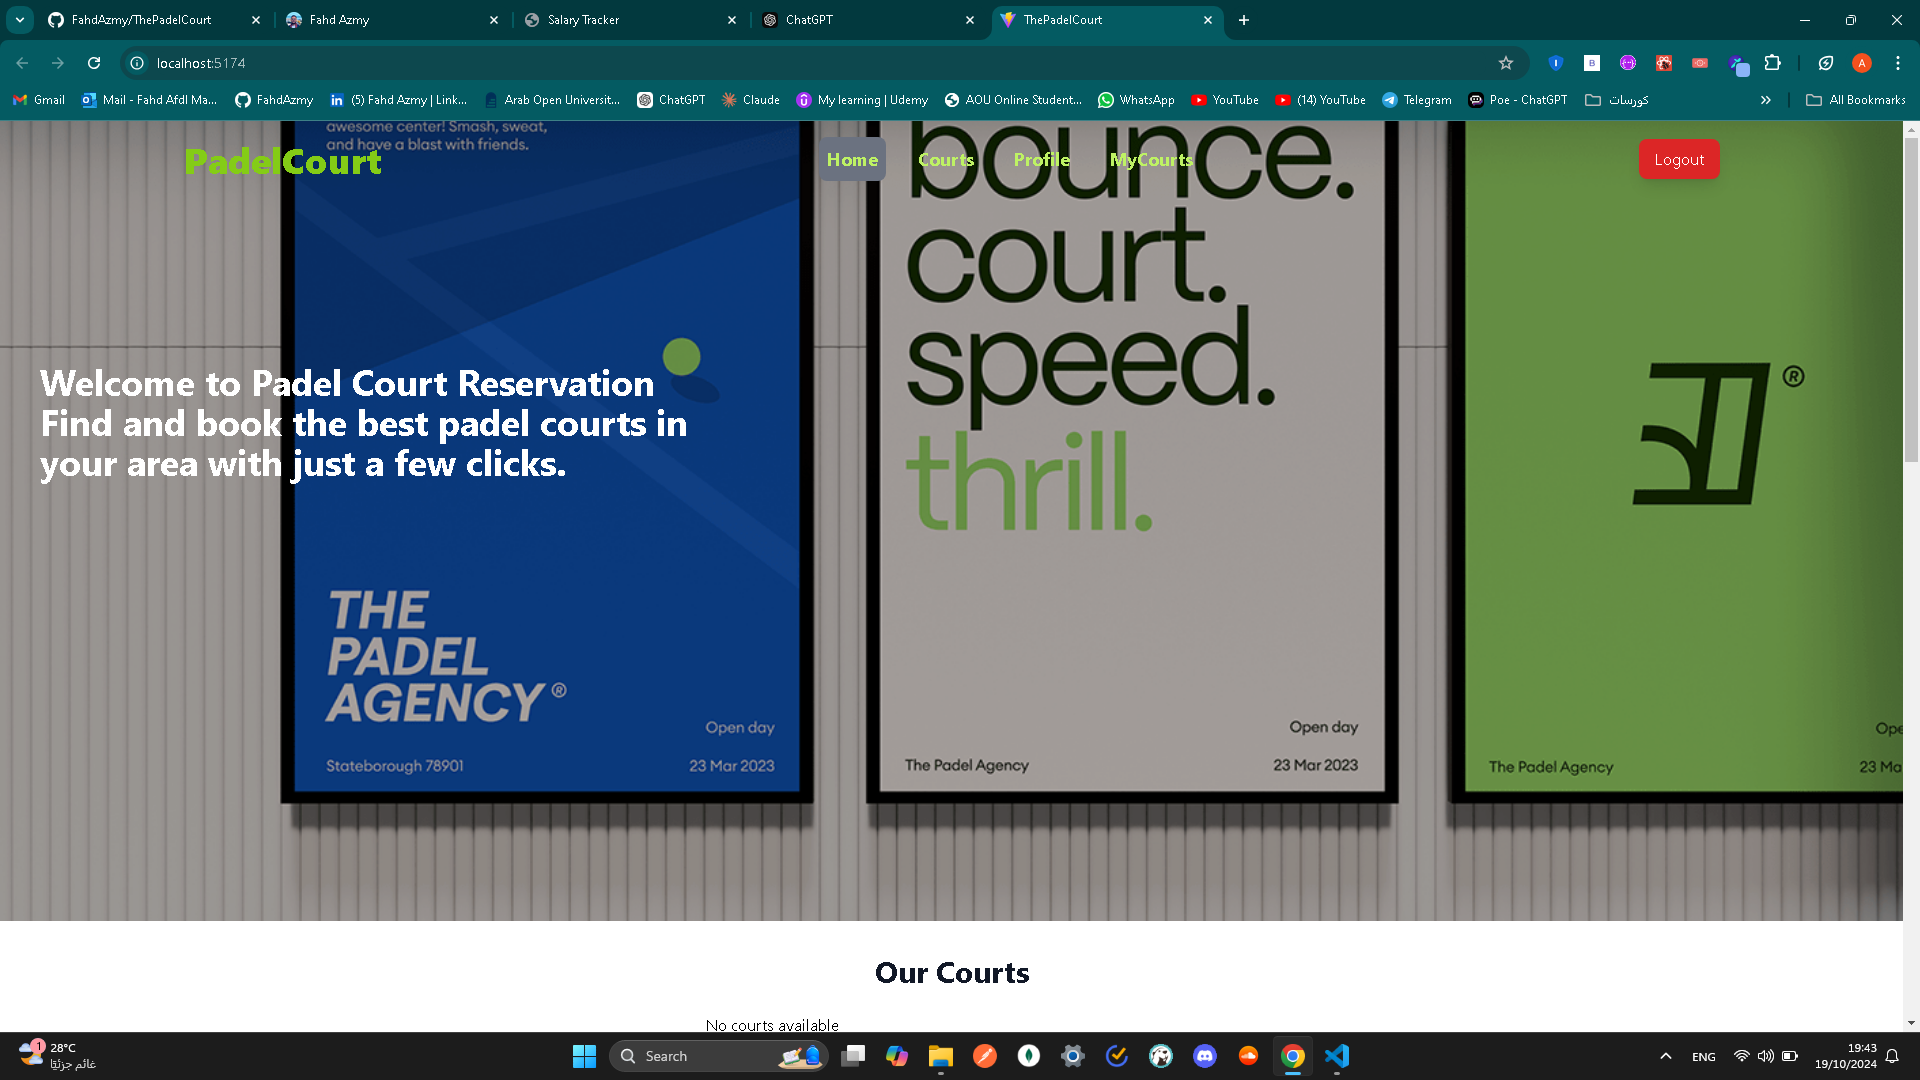 FahdAzmy/ThePadelCourt
Fahd Azmy
Salary Tracker
ChatGPT
ThePadelCourt
localhost:5174
Gmail
Mail - Fahd Afdl Ma...
FahdAzmy
(5) Fahd Azmy | Link...
Arab Open Universit...
ChatGPT
Claude
My learning | Udemy
AOU Online Student...
WhatsApp
YouTube
(14) YouTube
Telegram
Poe - ChatGPT
كورسات
All Bookmarks
PadelCourt
Home
Courts
Profile
MyCourts
Logout
awesome center! Smash, sweat,
and have a blast with friends.
bounce.
court.
speed.
thrill.
®
Welcome to Padel Court Reservation
Find and book the best padel courts in
your area with just a few clicks.
THE
PADEL
AGENCY ®
Open day
Stateborough 78901
23 Mar 2023
Open day
The Padel Agency
23 Mar 2023
Ope
The Padel Agency
23 Ma
Our Courts
No courts available
1
28°C
غائم جزئيًا
Search
ENG
19:43
19/10/2024